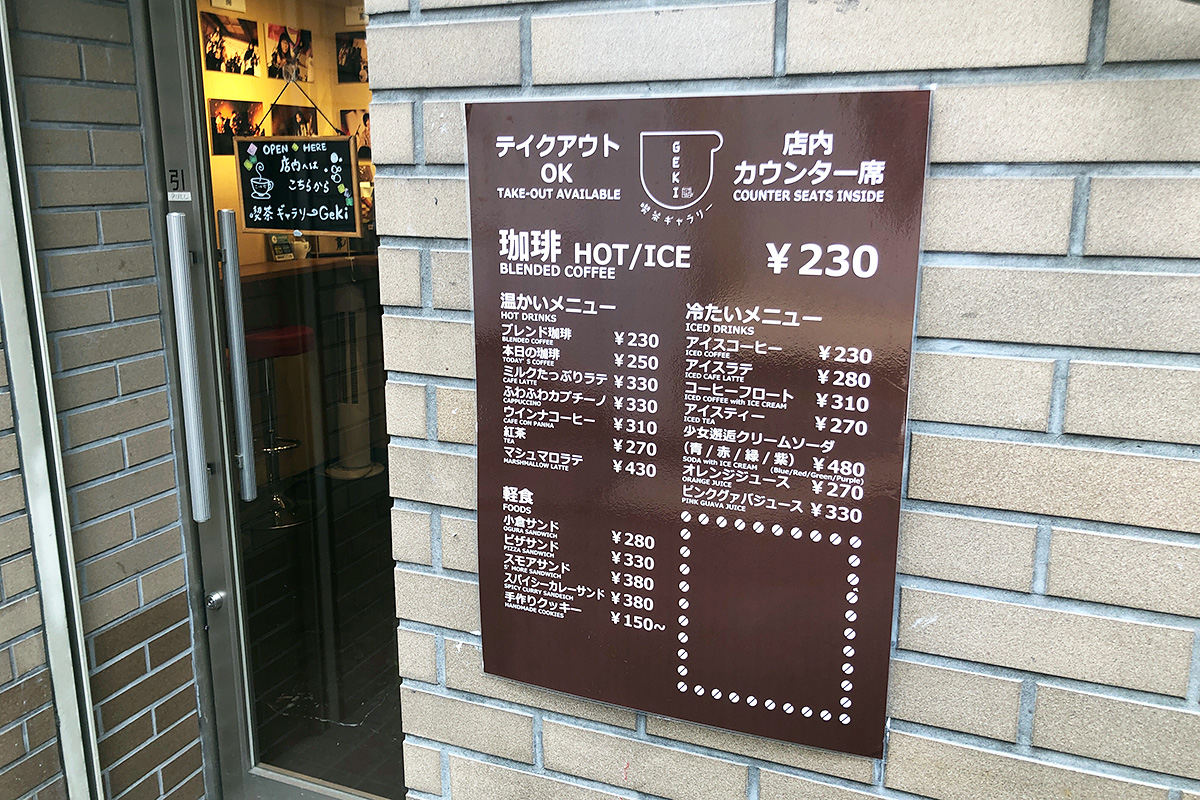 OPEN HERE
店内へは
こちらから
喫茶ギャラリーGeki
引
テイクアウト
OK
TAKE-OUT AVAILABLE
GEKI
喫茶ギャラリー
店内
カウンター席
COUNTER SEATS INSIDE
珈琲 HOT/ICE ¥230
BLENDED COFFEE
温かいメニュー
HOT DRINKS
ブレンド珈琲 ¥230
BLENDED COFFEE
本日の珈琲 ¥250
TODAY'S COFFEE
ミルクたっぷりラテ ¥330
CAFE LATTE
ふわふわカプチーノ ¥330
CAPPUCCINO
ウインナコーヒー ¥310
CAFE CON PANNA
紅茶 ¥270
TEA
マシュマロラテ ¥430
MARSHMALLOW LATTE
軽食
FOODS
小倉サンド ¥280
OGURA SANDWICH
ピザサンド ¥330
PIZZA SANDWICH
スモアサンド ¥380
S'MORE SANDWICH
スパイシーカレーサンド ¥380
SPICY CURRY SANDEICH
手作りクッキー ¥150~
HANDMADE COOKIES
冷たいメニュー
ICED DRINKS
アイスコーヒー ¥230
ICED COFFEE
アイスラテ ¥280
ICED CAFE LATTE
コーヒーフロート ¥310
ICED COFFEE with ICE CREAM
アイスティー ¥270
ICED TEA
少女邂逅クリームソーダ
(青/赤/緑/紫) ¥480
SODA with ICE CREAM (Blue/Red/Green/Purple)
オレンジジュース ¥270
ORANGE JUICE
ピンクグァバジュース ¥330
PINK GUAVA JUICE